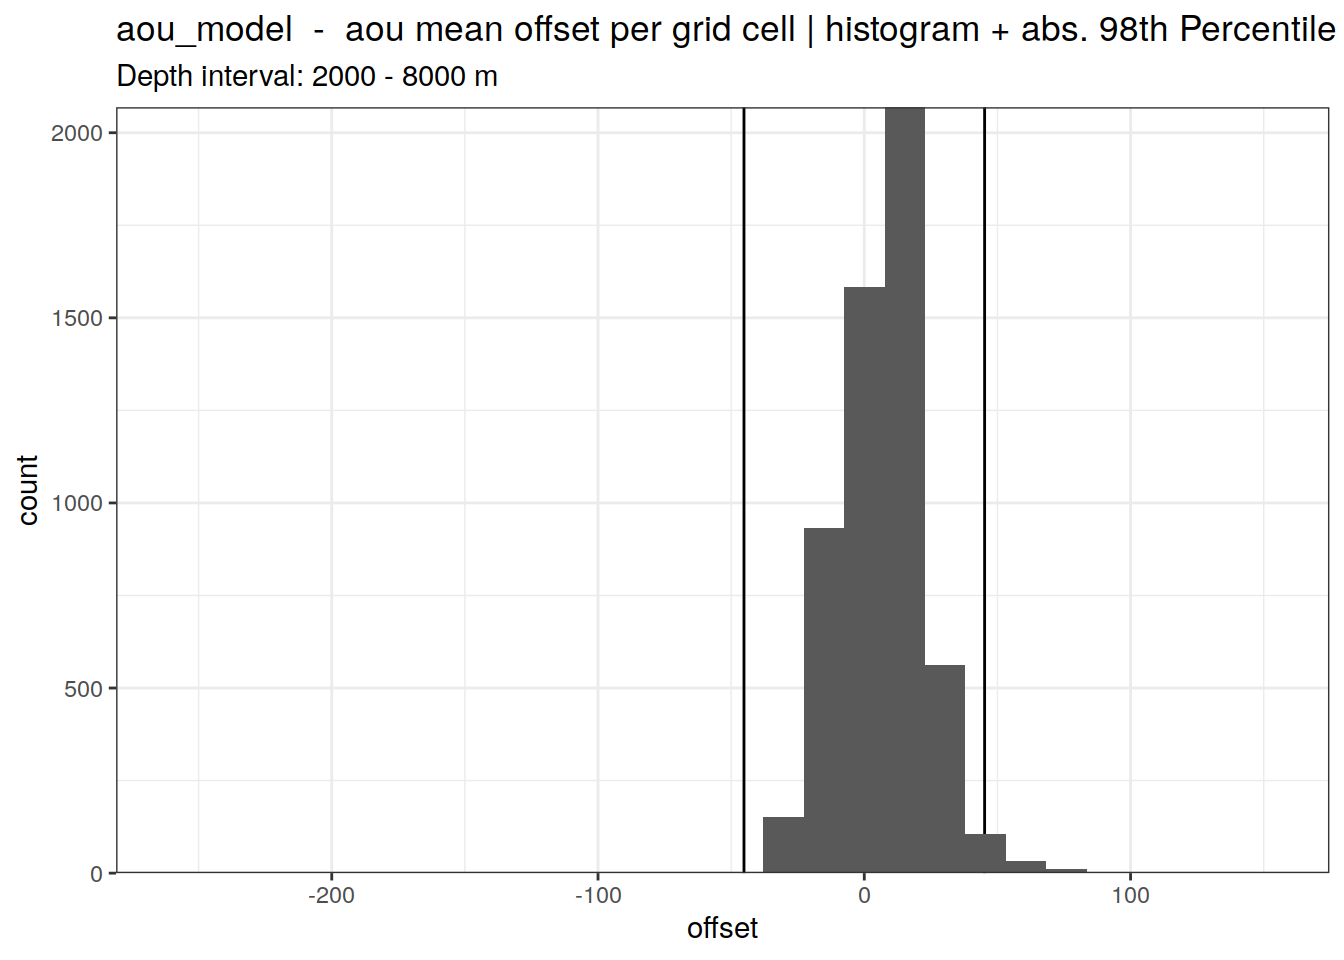 aou_model  -  aou mean offset per grid cell | histogram + abs. 98th Percentile
Depth interval: 2000 - 8000 m
2000
1500
1000
500
0
count
-200
-100
0
100
offset